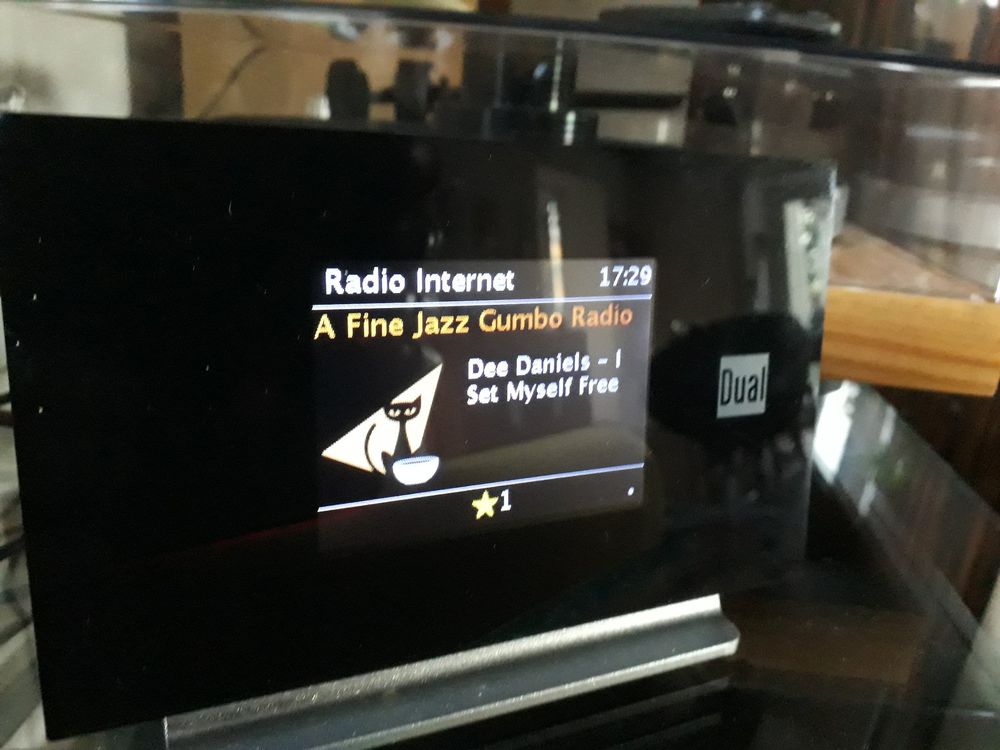 Radio Internet 17:29
A Fine Jazz Gumbo Radio
Dee Daniels - I
Set Myself Free
1
Dual